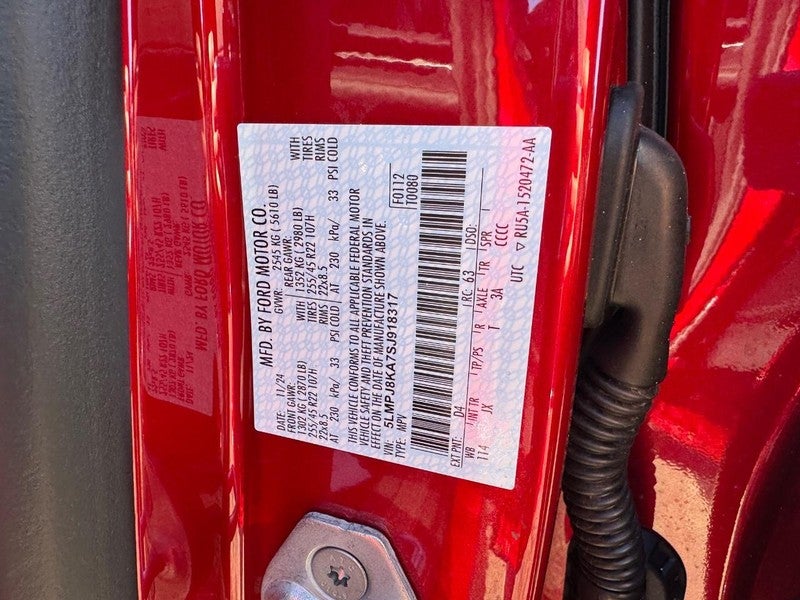 MFD. BY FORD MOTOR CO.
DATE: 11/24 GVWR: 2545 KG ( 5610 LB)
FRONT GAWR: REAR GAWR: WITH
1302 KG ( 2870 LB) WITH 1352 KG ( 2980 LB) TIRES
255/45 R22 107H TIRES 255/45 R22 107H RIMS
22x8.5 RIMS 22x8.5
AT 230 kPa/ 33 PSI COLD AT 230 kPa/ 33 PSI COLD
THIS VEHICLE CONFORMS TO ALL APPLICABLE FEDERAL MOTOR
VEHICLE SAFETY AND THEFT PREVENTION STANDARDS IN
EFFECT ON THE DATE OF MANUFACTURE SHOWN ABOVE.
VIN: 5LMPJ8KA7SJ918317
TYPE: MPV
F0112
T0080
EXT PNT: D4 RC: 63 DSO:
WB INT TR TP/PS R AXLE TR SPR
114 JX T 3A CCCC
UTC ▽ RU5A-1520472-AA